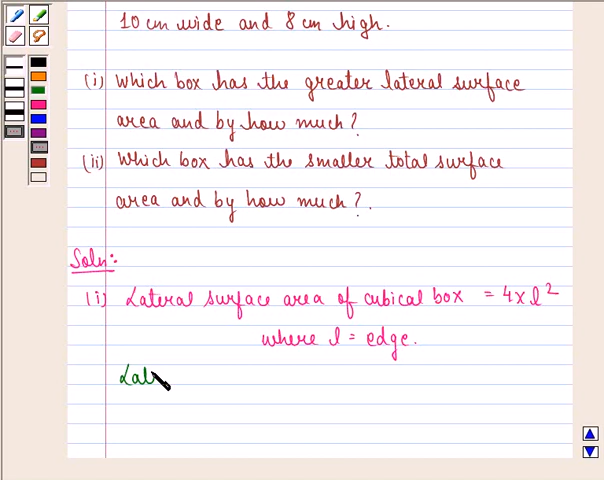 10 cm wide and 8 cm high.
(i) which box has the greater lateral surface
area and by how much?
(ii) which box has the smaller total surface
area and by how much?.
Soln:
(i) Lateral surface area of cubical box = 4 x l²
where l = edge.
Lat